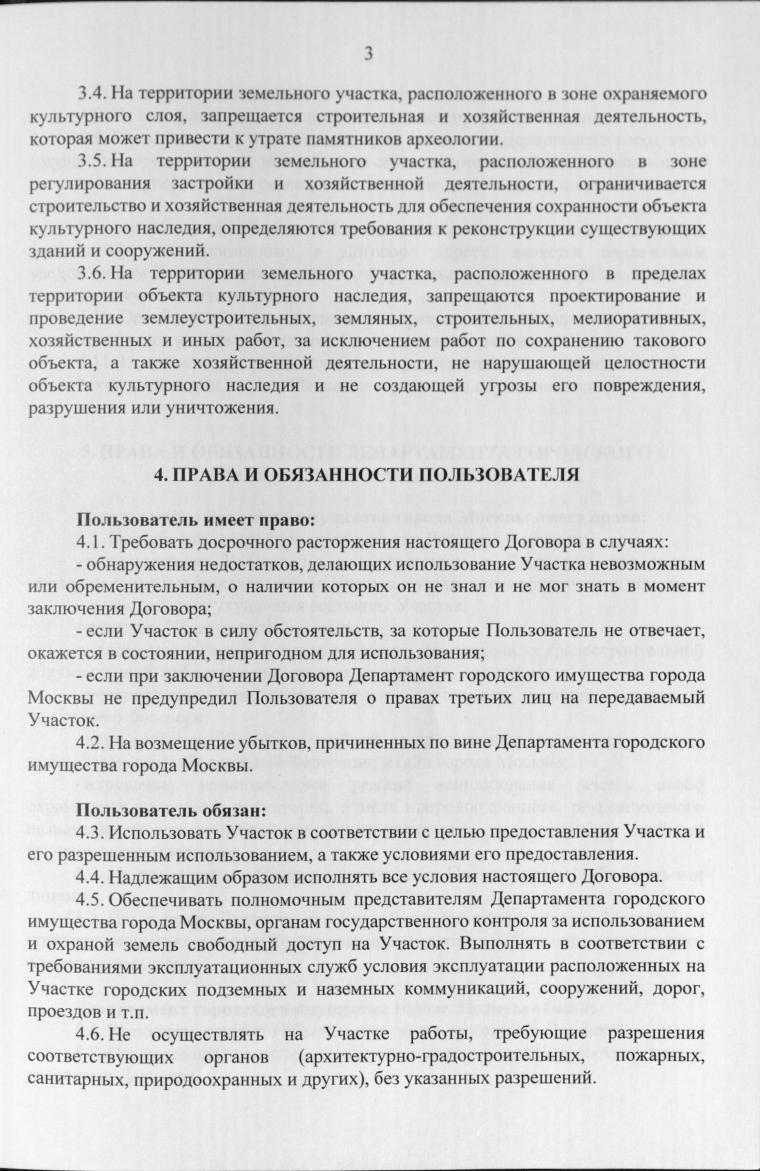 3
3.4. На территории земельного участка, расположенного в зоне охраняемого
культурного слоя, запрещается строительная и хозяйственная деятельность,
которая может привести к утрате памятников археологии.
3.5. На территории земельного участка, расположенного в зоне
регулирования застройки и хозяйственной деятельности, ограничивается
строительство и хозяйственная деятельность для обеспечения сохранности объекта
культурного наследия, определяются требования к реконструкции существующих
зданий и сооружений.
3.6. На территории земельного участка, расположенного в пределах
территории объекта культурного наследия, запрещаются проектирование и
проведение землеустроительных, земляных, строительных, мелиоративных,
хозяйственных и иных работ, за исключением работ по сохранению такового
объекта, а также хозяйственной деятельности, не нарушающей целостности
объекта культурного наследия и не создающей угрозы его повреждения,
разрушения или уничтожения.
4. ПРАВА И ОБЯЗАННОСТИ ПОЛЬЗОВАТЕЛЯ
Пользователь имеет право:
4.1. Требовать досрочного расторжения настоящего Договора в случаях:
- обнаружения недостатков, делающих использование Участка невозможным
или обременительным, о наличии которых он не знал и не мог знать в момент
заключения Договора;
- если Участок в силу обстоятельств, за которые Пользователь не отвечает,
окажется в состоянии, непригодном для использования;
- если при заключении Договора Департамент городского имущества города
Москвы не предупредил Пользователя о правах третьих лиц на передаваемый
Участок.
4.2. На возмещение убытков, причиненных по вине Департамента городского
имущества города Москвы.
Пользователь обязан:
4.3. Использовать Участок в соответствии с целью предоставления Участка и
его разрешенным использованием, а также условиями его предоставления.
4.4. Надлежащим образом исполнять все условия настоящего Договора.
4.5. Обеспечивать полномочным представителям Департамента городского
имущества города Москвы, органам государственного контроля за использованием
и охраной земель свободный доступ на Участок. Выполнять в соответствии с
требованиями эксплуатационных служб условия эксплуатации расположенных на
Участке городских подземных и наземных коммуникаций, сооружений, дорог,
проездов и т.п.
4.6. Не осуществлять на Участке работы, требующие разрешения
соответствующих органов (архитектурно-градостроительных, пожарных,
санитарных, природоохранных и других), без указанных разрешений.